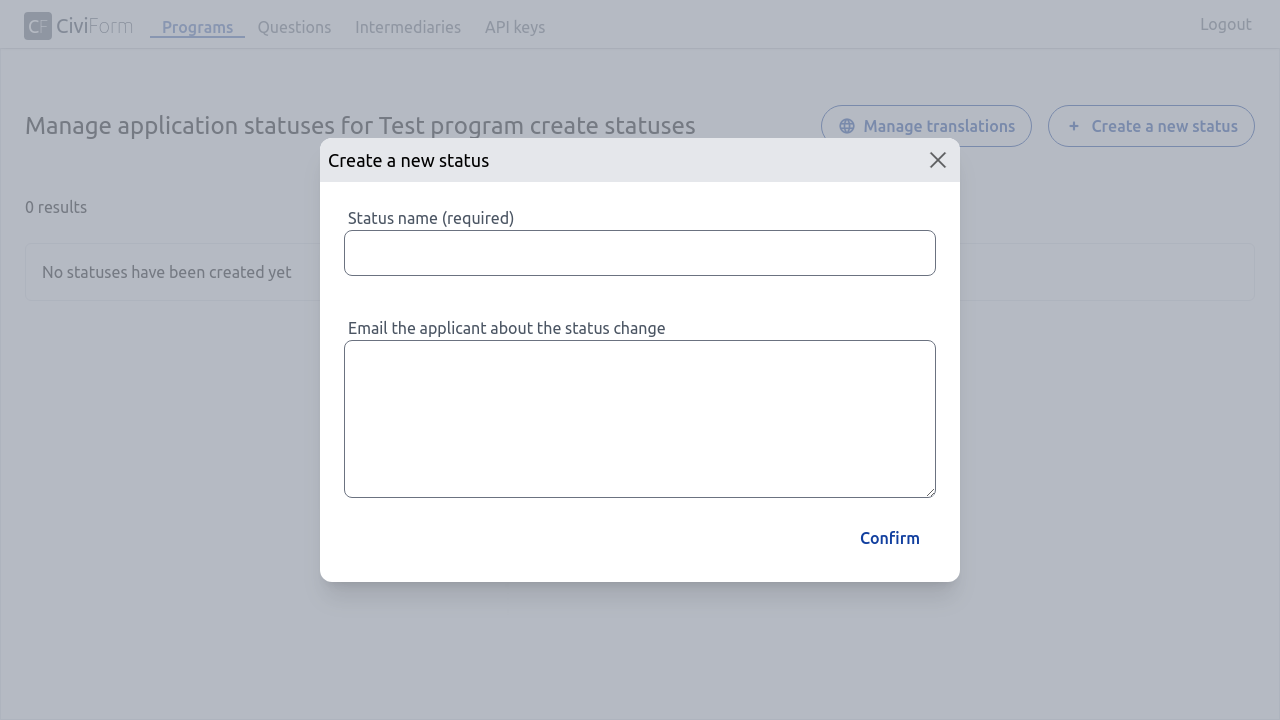 CF CiviForm Programs Questions Intermediaries API keys Logout
Manage application statuses for Test program create statuses
Manage translations
+ Create a new status
Create a new status
0 results
Status name (required)
No statuses have been created yet
Email the applicant about the status change
Confirm